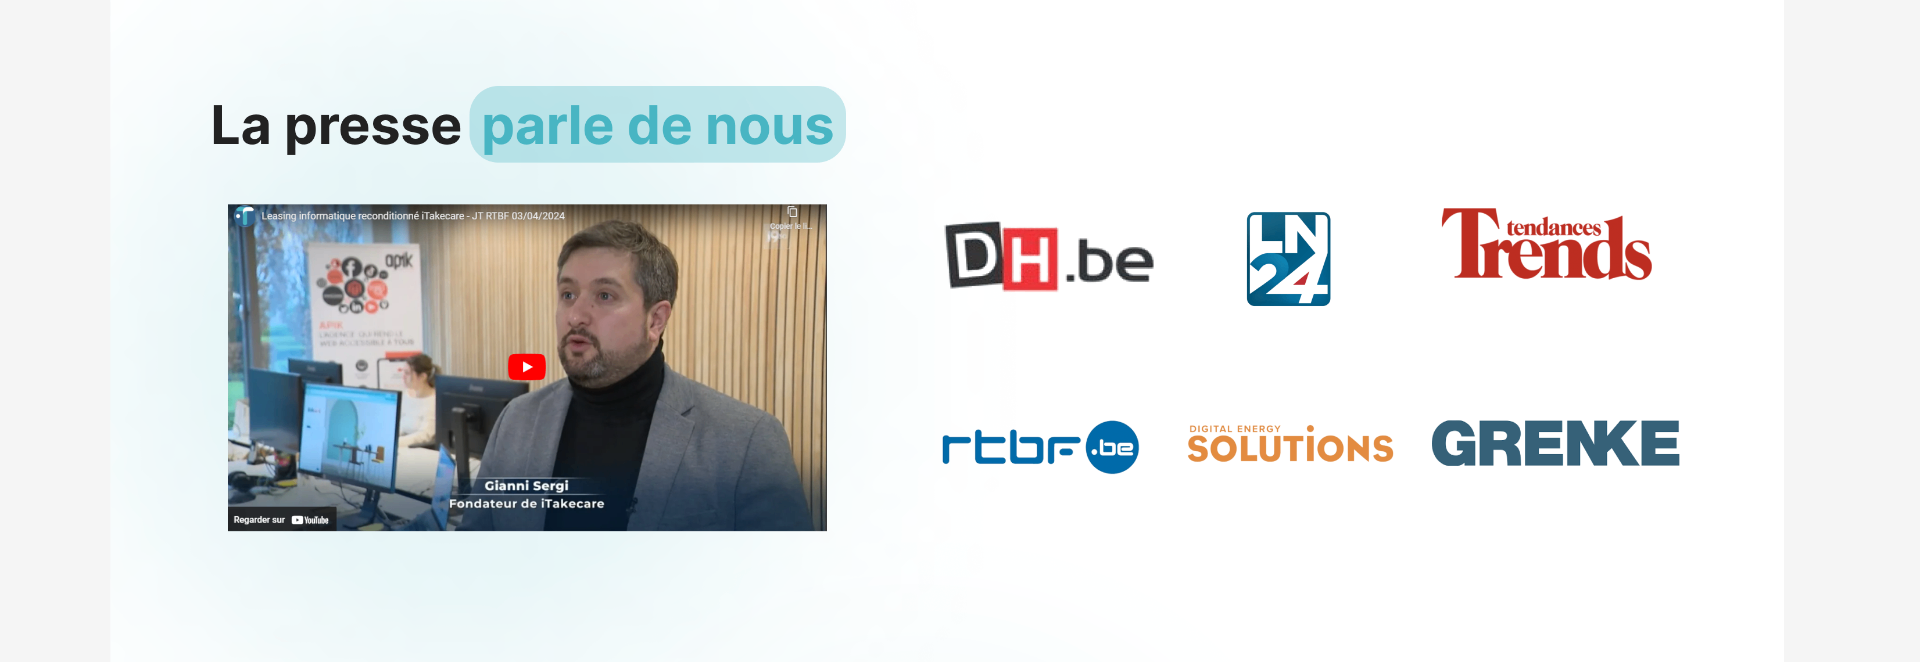 La presse parle de nous
Leasing informatique reconditionné iTakecare - JT RTBF 03/04/2024
Copier le li...
apik
APIK
L'AGENCE QUI REND LE
WEB ACCESSIBLE À TOUS
Gianni Sergi
Fondateur de iTakecare
Regarder sur YouTube
DH.be
LN
24
tendances
Trends
rtbf.be
DIGITAL ENERGY
SOLUTIONS
GRENKE